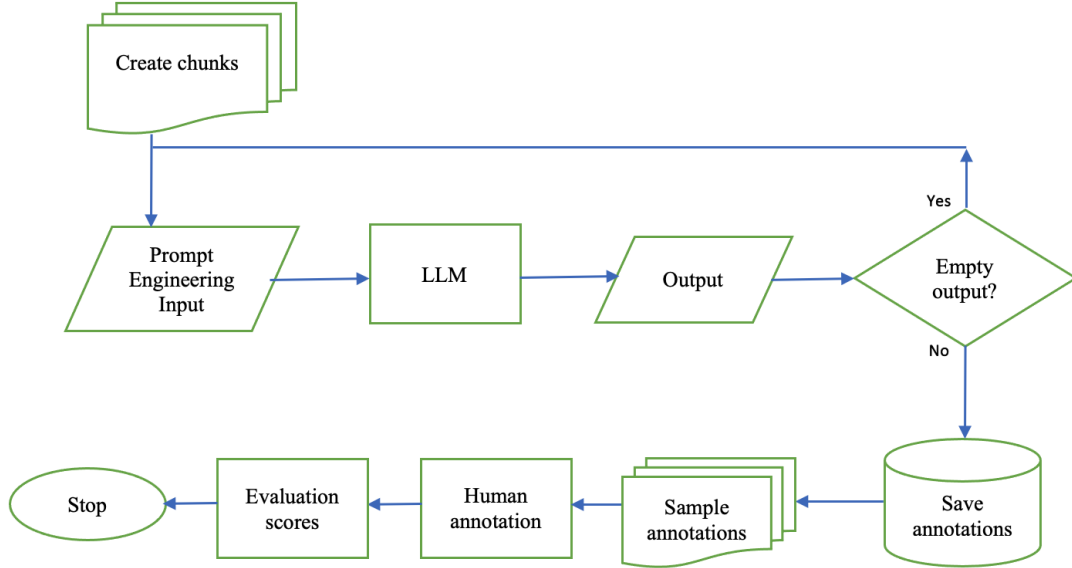 Create chunks
Yes
Prompt
Engineering
Input
LLM
Output
Empty
output?
No
Stop
Evaluation
scores
Human
annotation
Sample
annotations
Save
annotations